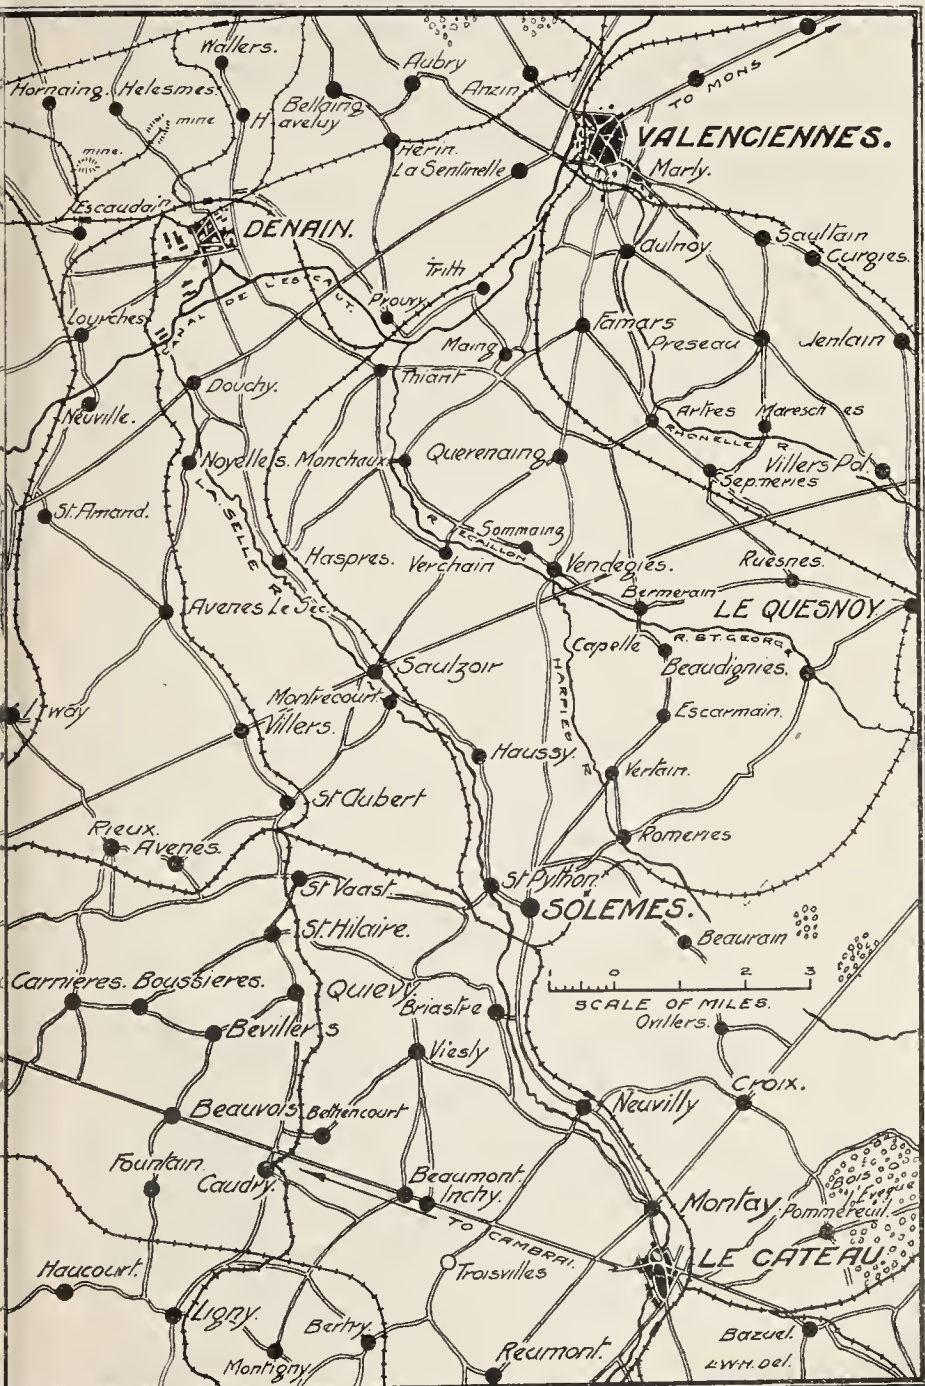 Wallers.
Aubry
Hornaing.
Helesmes.
Bellaing
Anzin
TO MONS
mine
Haveluy
VALENCIENNES.
mine.
Herin.
La Sentinelle
Marly.
Escaudain
DENAIN.
Aulnoy.
Saultain
Curgies.
Trith
CANAL DE L'ESCAUT.
Prouvy.
Lourches
Famars
Maing
Preseau
Jenlain
Thiant
Douchy.
Neuville.
Artres
Maresches
RHONELLE R
Noyelles.
Monchaux
Querenaing
Villers Pol.
Sepmeries
LA SELLE R
St. Amand.
R ECAILLON
Sommaing
Haspres.
Verchain
Vendegies.
Ruesnes.
Bermerain
Avenes Le Sec.
LE QUESNOY
Capelle
R. ST. GEORGE
Saulzoir
Beaudignies.
HARPIES R
Montrecourt
Iway
Escarmain.
Villers.
Haussy.
Vertain.
St Aubert
Rieux.
Avenes.
Romeries
St Vaast
St Python
SOLEMES.
St. Hilaire.
Beaurain
Carnieres.
Boussieres.
Quievy.
1 0 2 3
SCALE OF MILES.
Briastre
Ovillers.
Bevillers
Viesly
Croix.
Neuvilly
Beauvois
Bethencourt
Fountain
Caudry.
Beaumont.
Inchy.
Bois l'Eveque
Montay
Pommereuil.
TO CAMBRAI.
LE CATEAU.
Haucourt.
Troisvilles
Ligny.
Bertry.
Bazuel.
Reumont.
Montigny
L.W.H. Del.